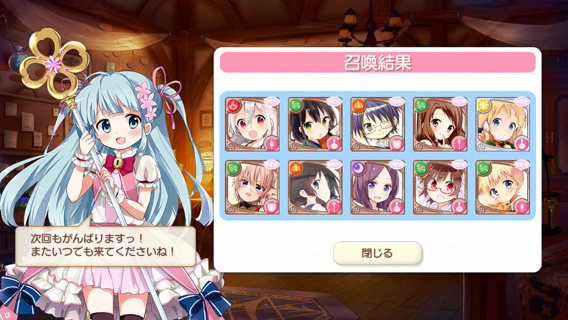 召喚結果
次回もがんばりますっ！
またいつでも来てくださいね！
閉じる